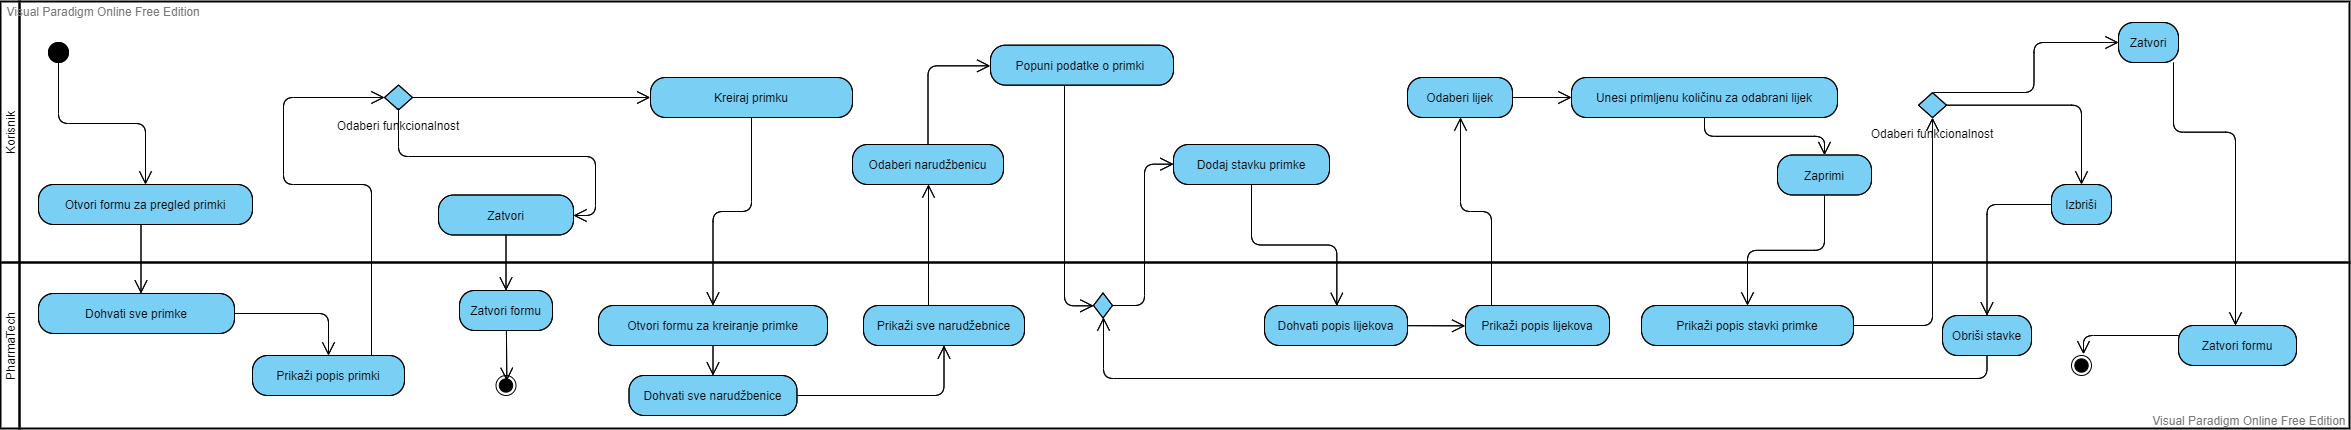 Visual Paradigm Online Free Edition
Korisnik
PharmaTech
Otvori formu za pregled primki
Dohvati sve primke
Prikaži popis primki
Odaberi funkcionalnost
Zatvori
Zatvori formu
Kreiraj primku
Otvori formu za kreiranje primke
Dohvati sve narudžbenice
Prikaži sve narudžebnice
Odaberi narudžbenicu
Popuni podatke o primki
Dodaj stavku primke
Dohvati popis lijekova
Prikaži popis lijekova
Odaberi lijek
Unesi primljenu količinu za odabrani lijek
Zaprimi
Prikaži popis stavki primke
Odaberi funkcionalnost
Zatvori
Izbriši
Obriši stavke
Zatvori formu
Visual Paradigm Online Free Edition